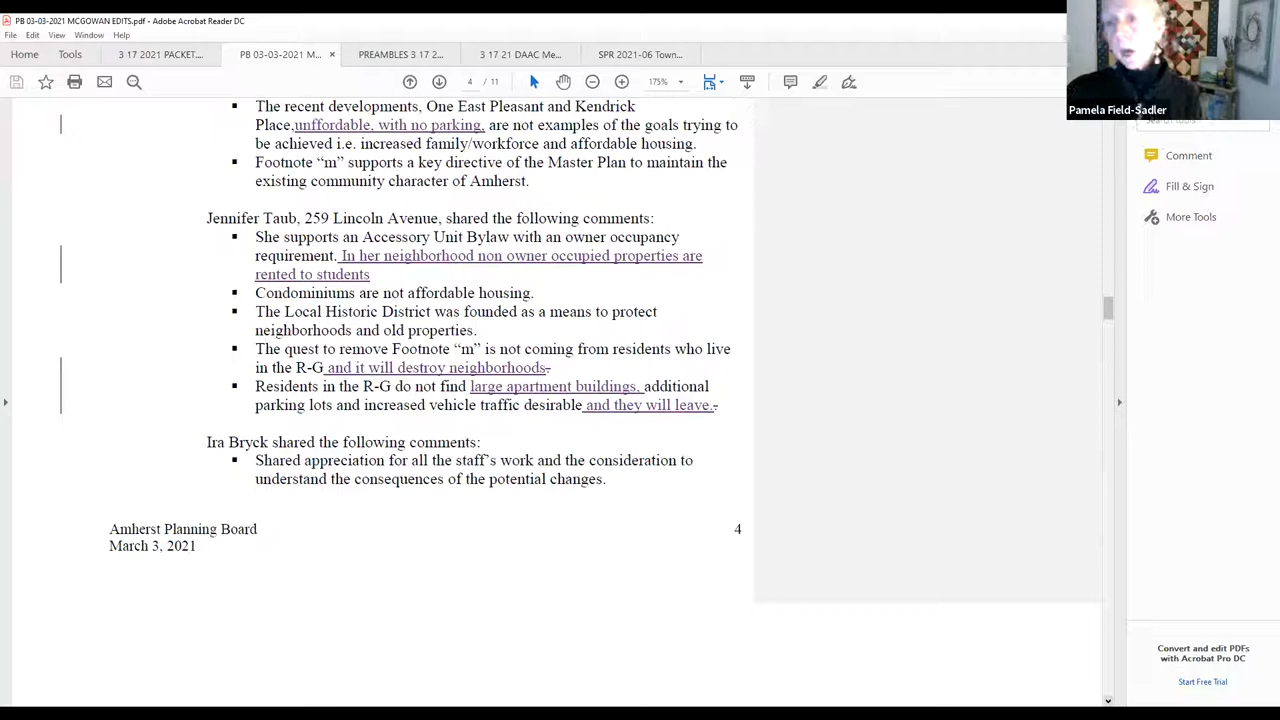 PB 03-03-2021 MCGOWAN EDITS.pdf - Adobe Acrobat Reader DC
File Edit View Window Help
Home Tools 3 17 2021 PACKET.... PB 03-03-2021 M... × PREAMBLES 3 17 2... 3 17 21 DAAC Me... SPR 2021-06 Town...
4 / 11 175%
Pamela Field-Sadler
▪ The recent developments, One East Pleasant and Kendrick
Place,unffordable, with no parking, are not examples of the goals trying to
be achieved i.e. increased family/workforce and affordable housing.
▪ Footnote “m” supports a key directive of the Master Plan to maintain the
existing community character of Amherst.
Jennifer Taub, 259 Lincoln Avenue, shared the following comments:
▪ She supports an Accessory Unit Bylaw with an owner occupancy
requirement. In her neighborhood non owner occupied properties are
rented to students
▪ Condominiums are not affordable housing.
▪ The Local Historic District was founded as a means to protect
neighborhoods and old properties.
▪ The quest to remove Footnote “m” is not coming from residents who live
in the R-G and it will destroy neighborhoods.
▪ Residents in the R-G do not find large apartment buildings, additional
parking lots and increased vehicle traffic desirable and they will leave..
Ira Bryck shared the following comments:
▪ Shared appreciation for all the staff’s work and the consideration to
understand the consequences of the potential changes.
Amherst Planning Board 4
March 3, 2021
Comment
Fill & Sign
More Tools
Convert and edit PDFs
with Acrobat Pro DC
Start Free Trial